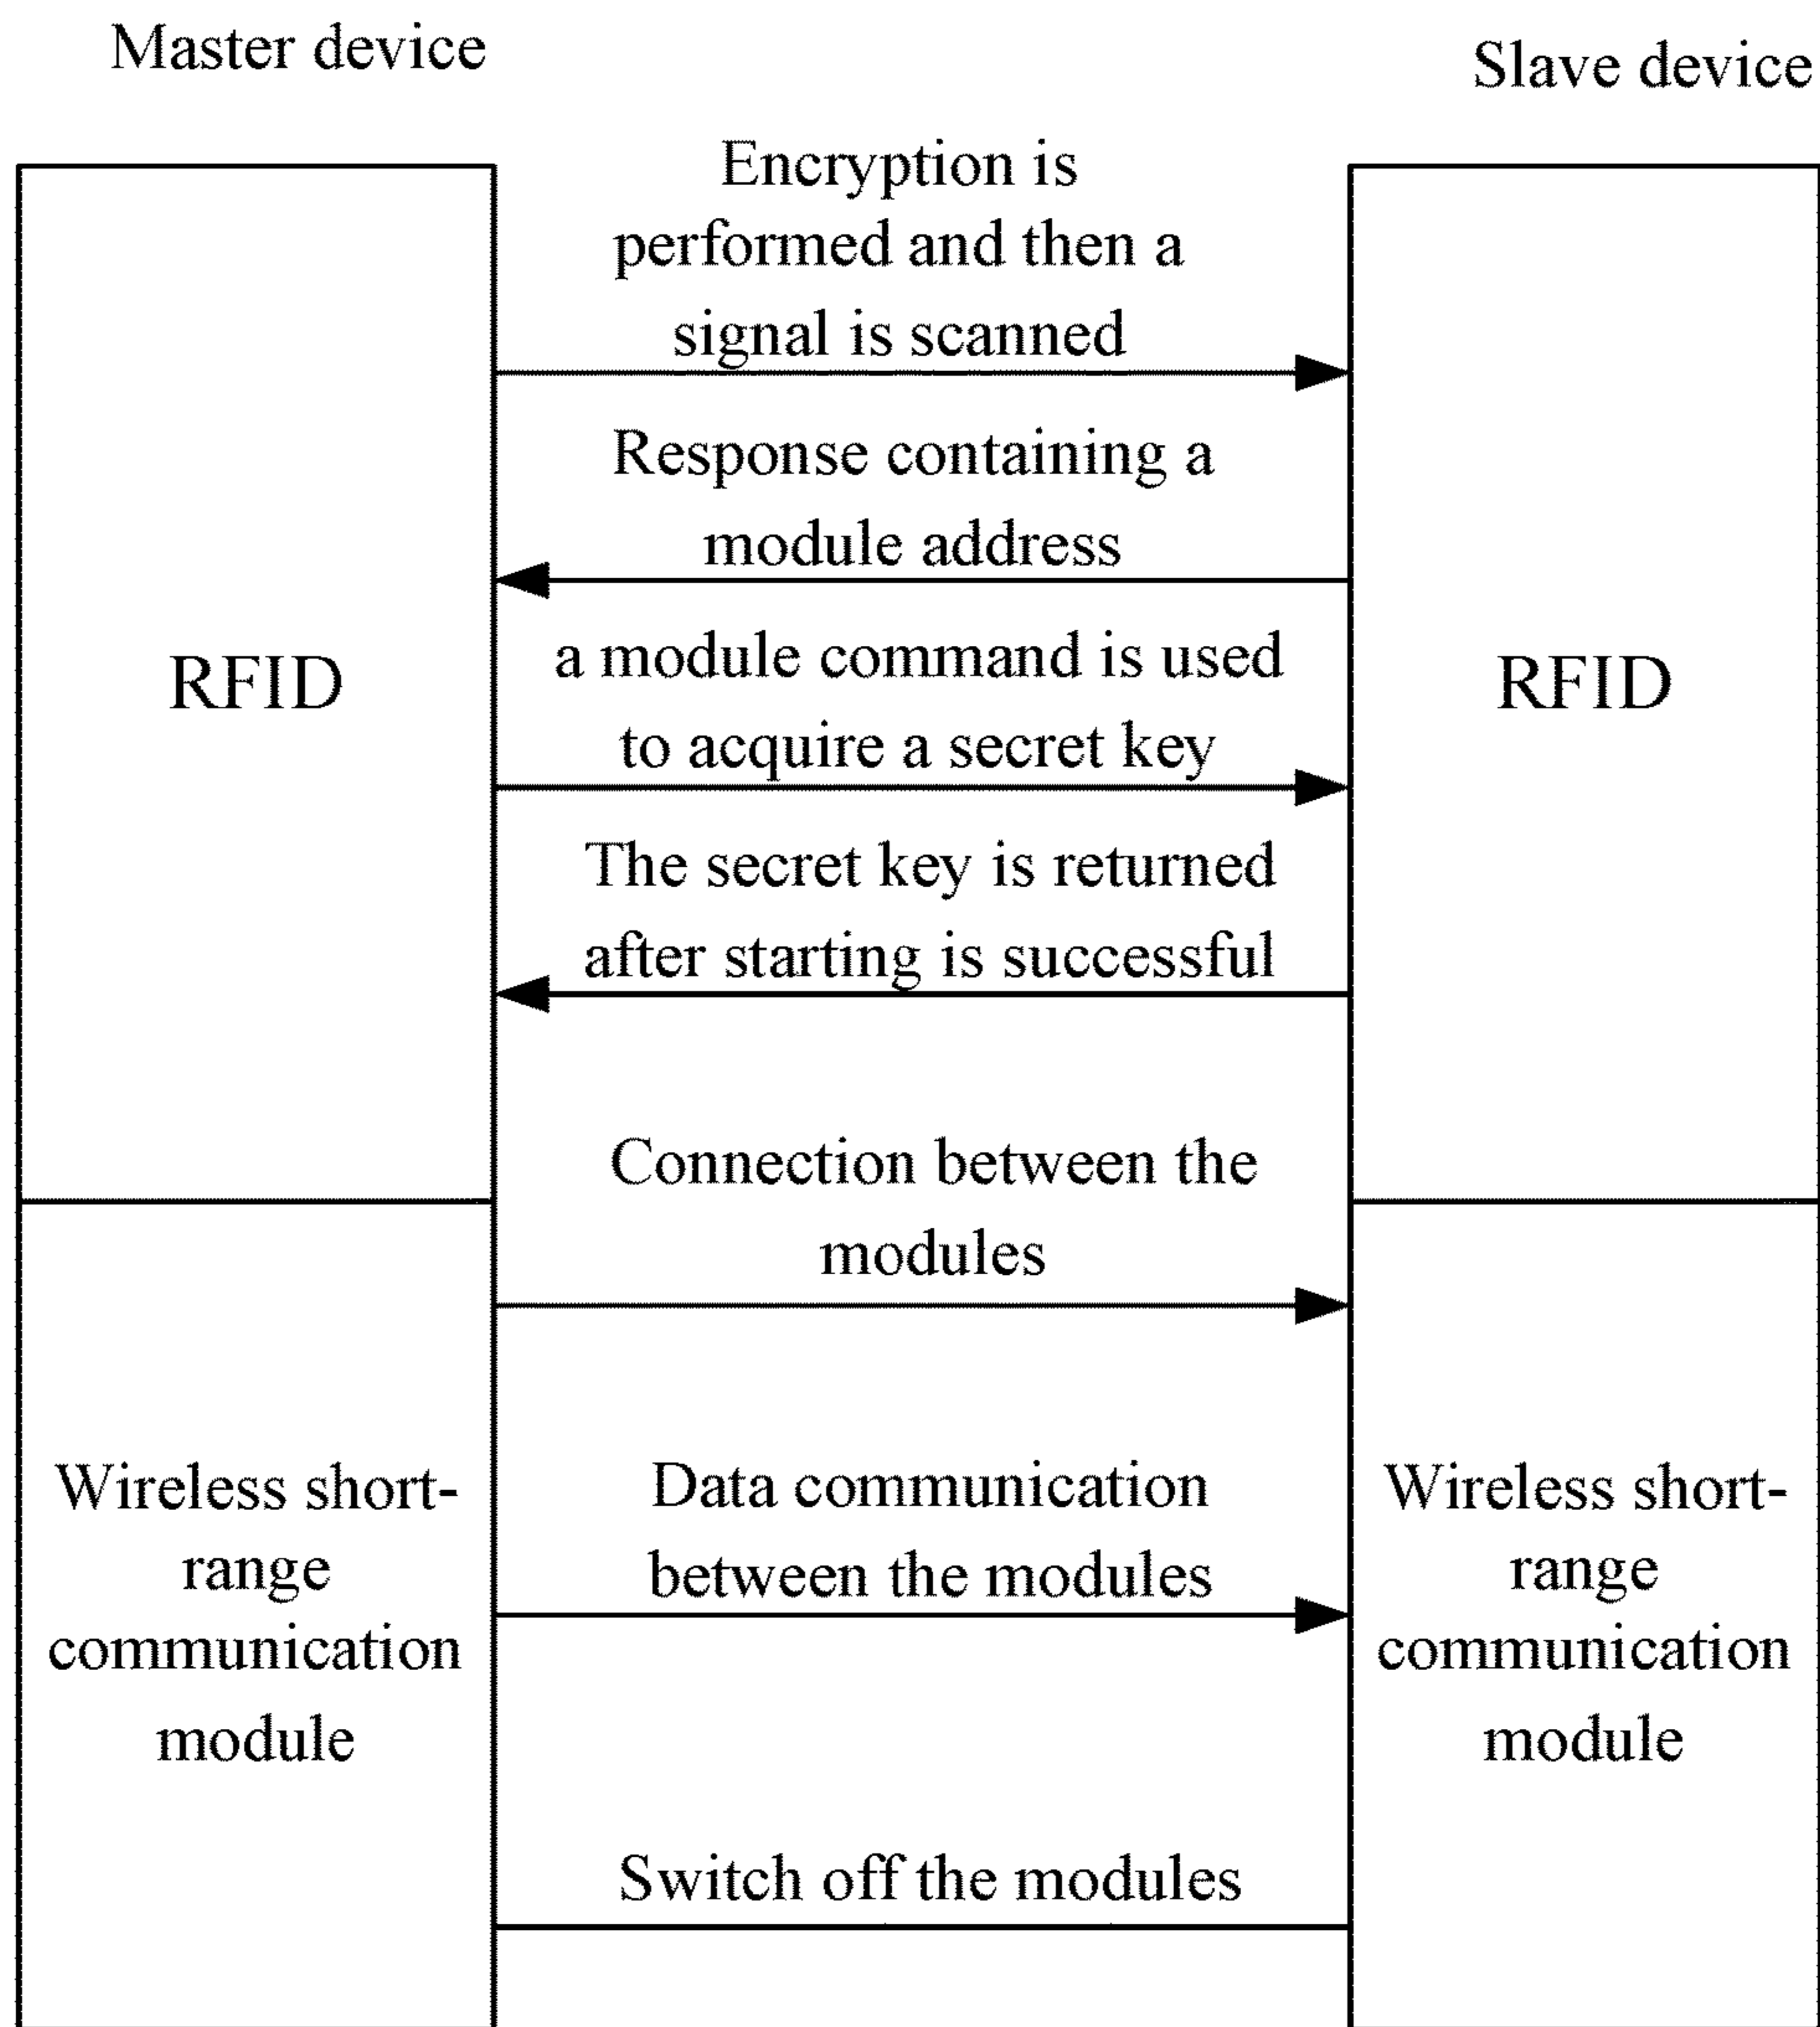 Master device
Slave device
Encryption is
performed and then a
signal is scanned
Response containing a
module address
RFID
a module command is used
to acquire a secret key
RFID
The secret key is returned
after starting is successful
Connection between the
modules
Wireless short-
range
communication
module
Data communication
between the modules
Wireless short-
range
communication
module
Switch off the modules